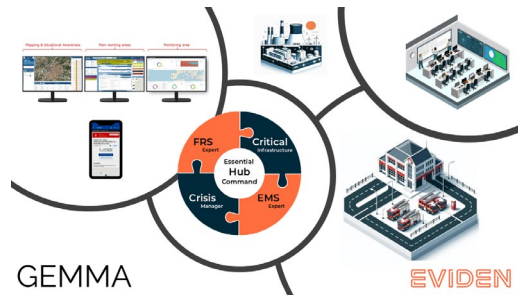 Mapping & Situational Awareness
Main working areas
Monitoring area
FRS
Expert
Critical
Infrastructure
Essential
Hub
Command
Crisis
Manager
EMS
Expert
GEMMA
EVIDEN